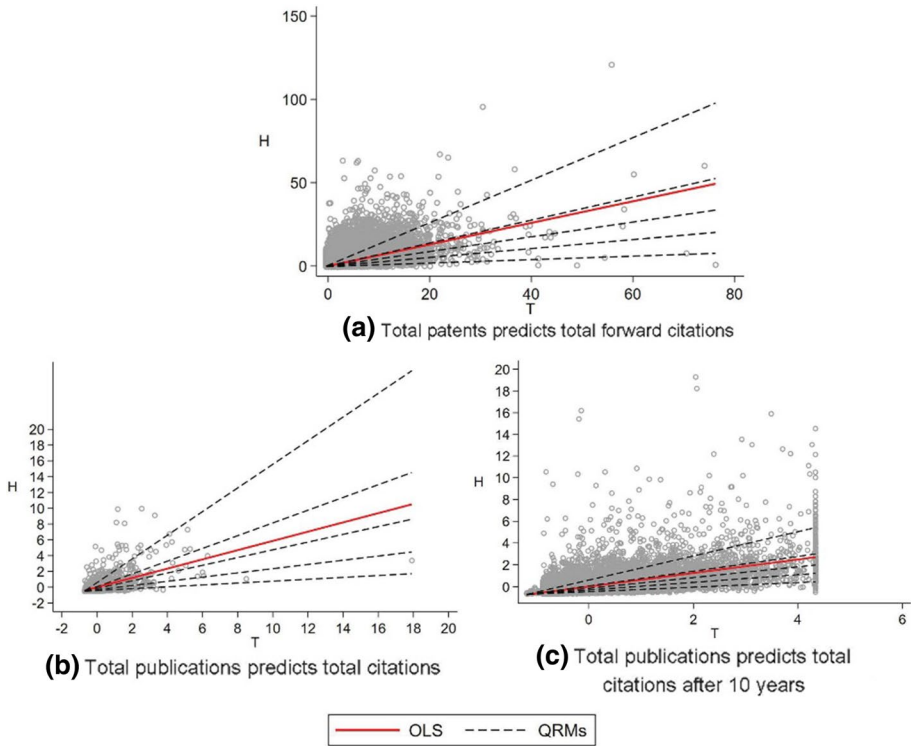 150
100
H
50
0
0 20 40 60 80
T
(a) Total patents predicts total forward citations
20
18
16
14
12
H
10
8
6
4
2
0
-2
-2 0 2 4 6 8 10 12 14 16 18 20
T
(b) Total publications predicts total citations
20
18
16
14
12
H
10
8
6
4
2
0
0 2 4 6
T
(c) Total publications predicts total
citations after 10 years
OLS QRMs